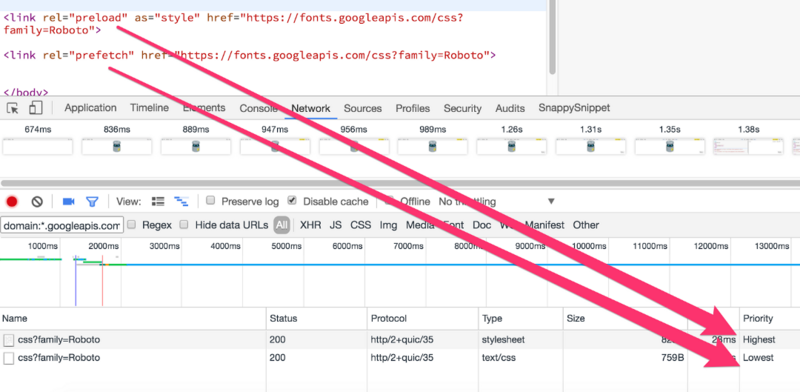 <link rel="preload" as="style" href="https://fonts.googleapis.com/css?
family=Roboto">
<link rel="prefetch" href="https://fonts.googleapis.com/css?family=Roboto">
</body>
Application Timeline Elements Console Network Sources Profiles Security Audits SnappySnippet
674ms 836ms 889ms 947ms 956ms 989ms 1.26s 1.31s 1.35s 1.38s
View: Preserve log Disable cache Offline No throttling
domain:*.googleapis.com Regex Hide data URLs All XHR JS CSS Img Media Font Doc WS Manifest Other
1000ms 2000ms 3000ms 4000ms 5000ms 6000ms 7000ms 8000ms 9000ms 10000ms 11000ms 12000ms 13000ms
Name Status Protocol Type Size Priority
css?family=Roboto 200 http/2+quic/35 stylesheet Highest
css?family=Roboto 200 http/2+quic/35 text/css 759B Lowest